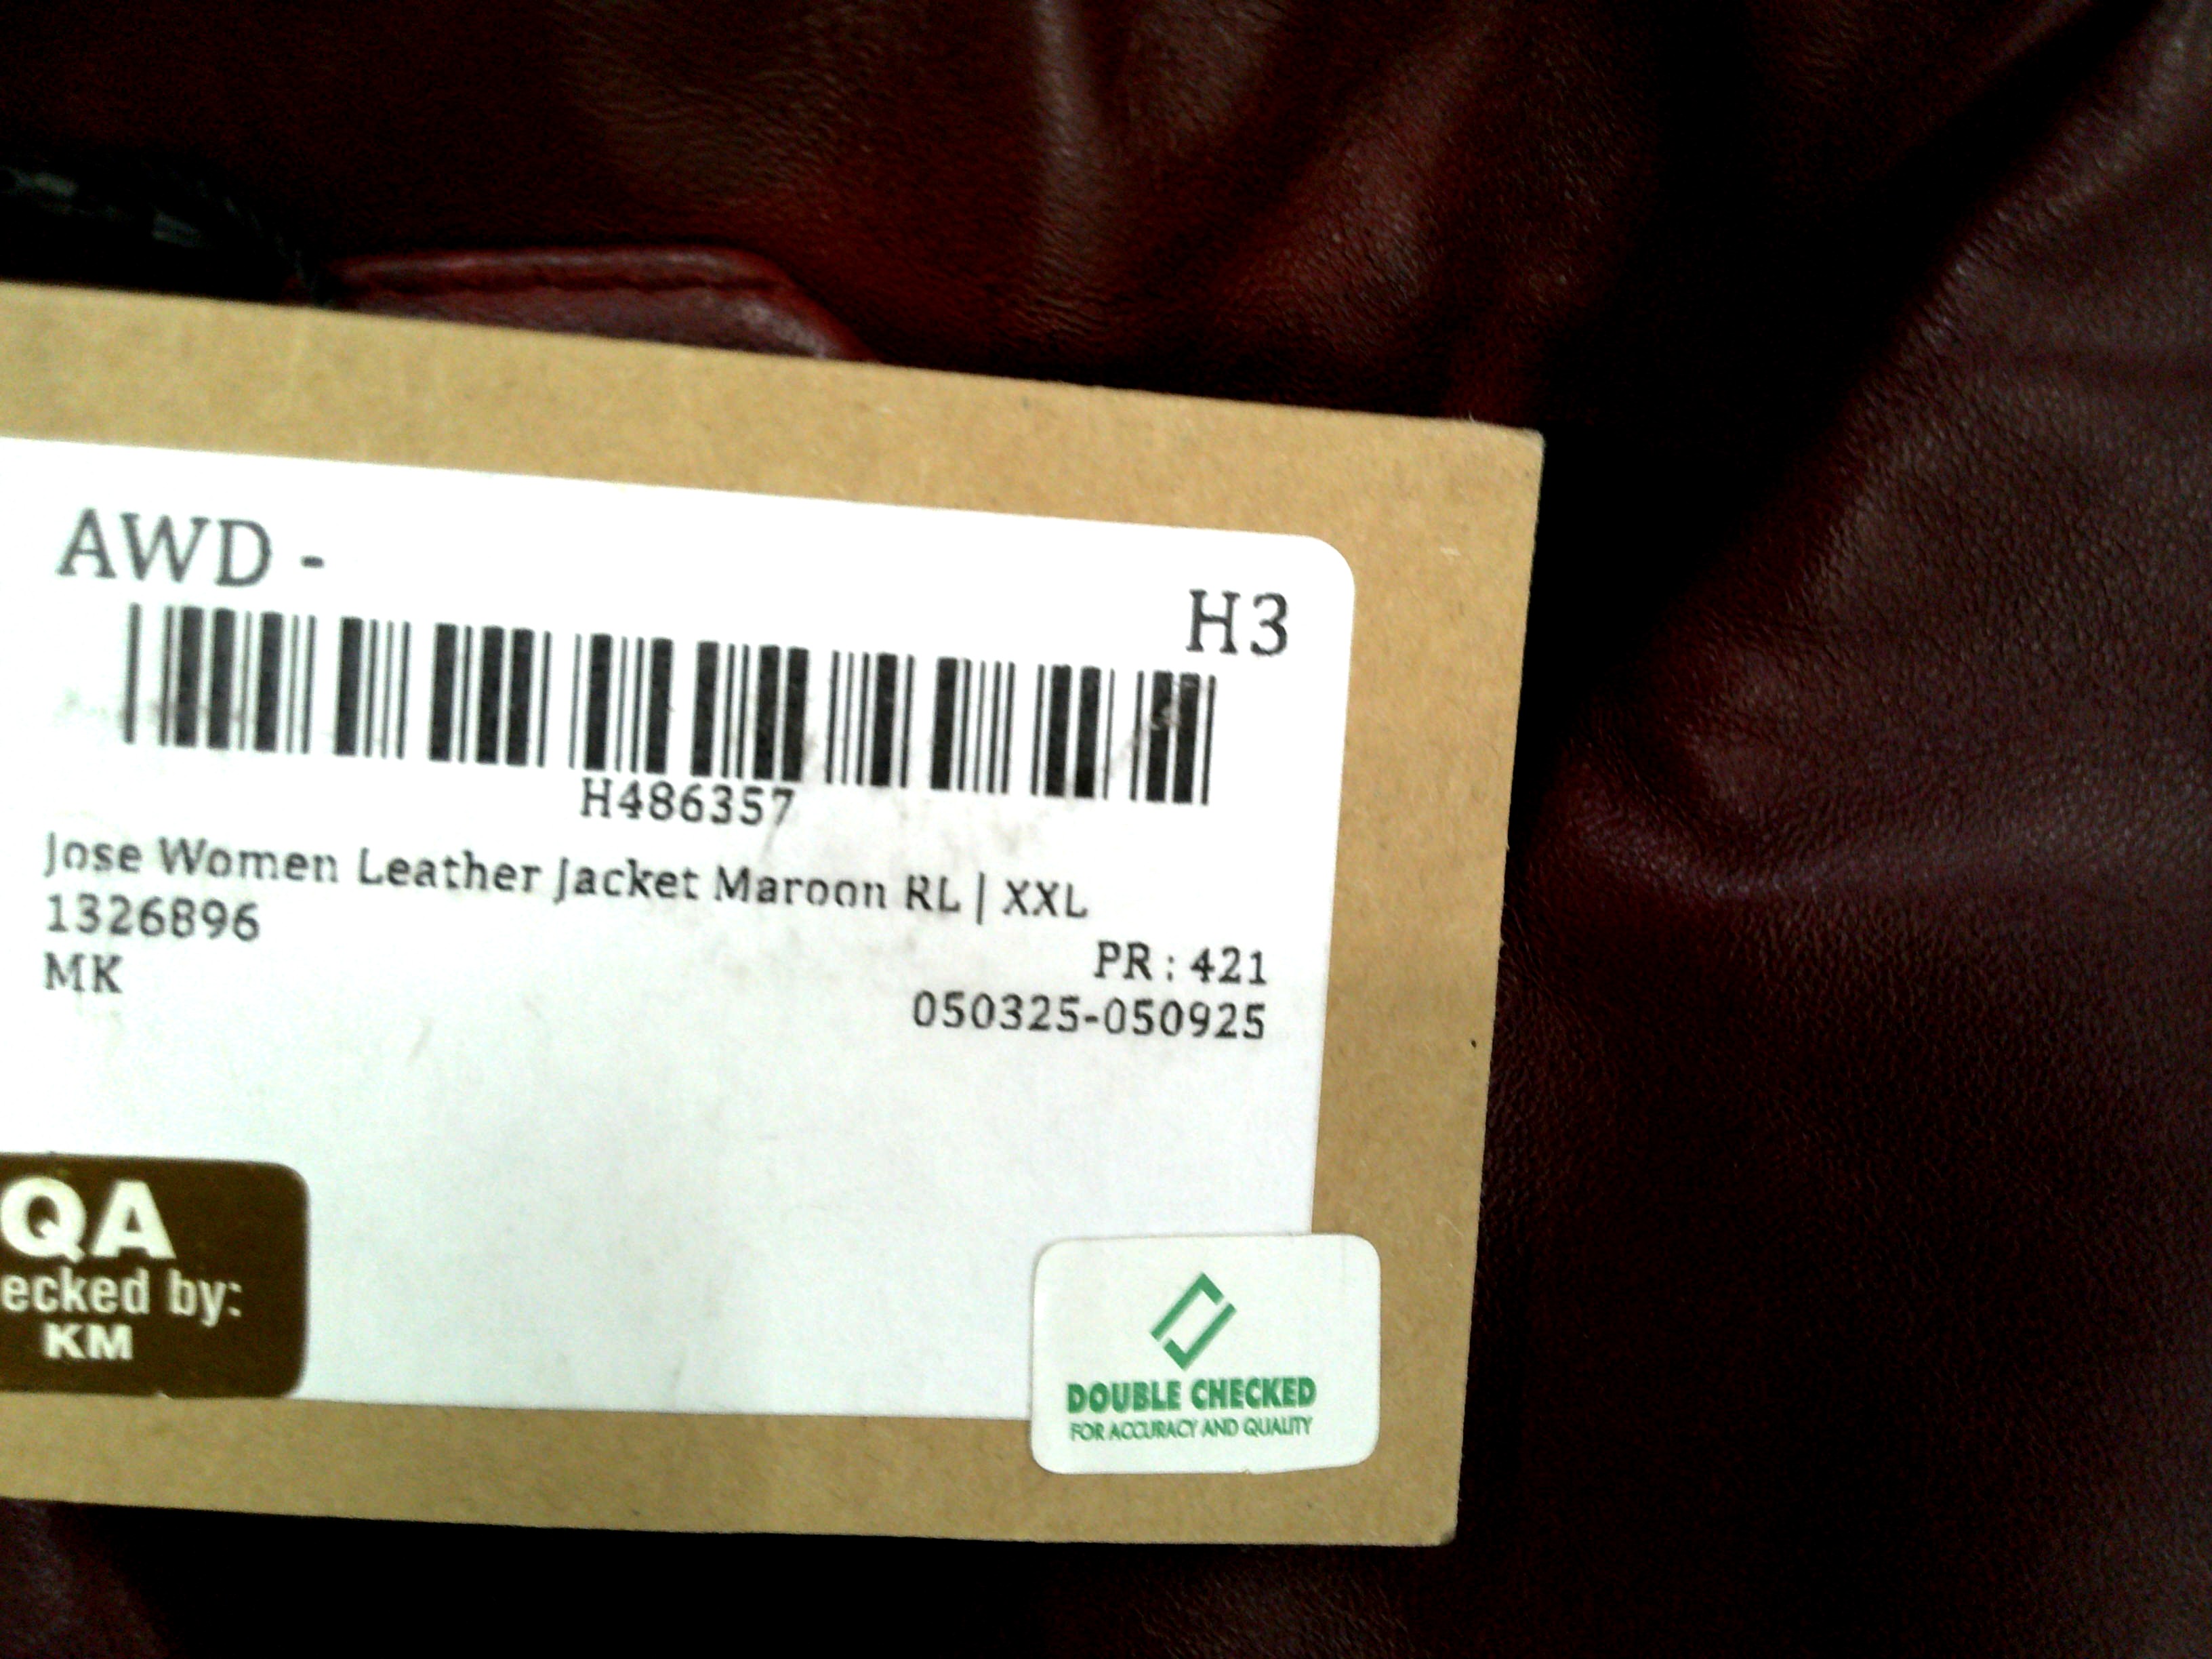 AWD -
H3
H486357
Jose Women Leather Jacket Maroon RL | XXL
1326896
PR : 421
MK
050325-050925
QA
ecked by:
KM
DOUBLE CHECKED
FOR ACCURACY AND QUALITY